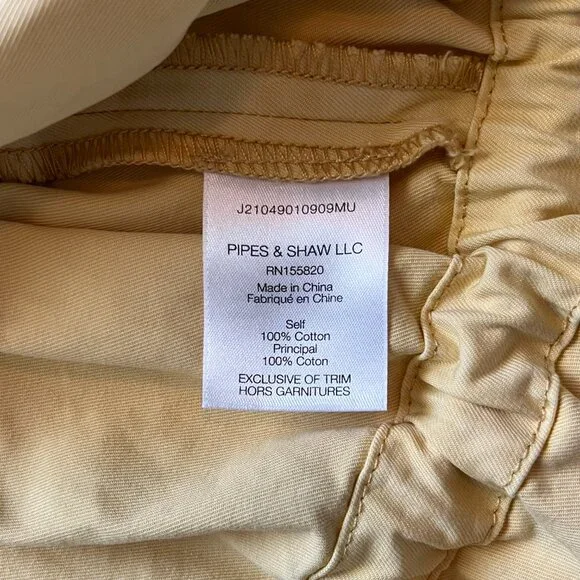 J21049010909MU
PIPES & SHAW LLC
RN155820
Made in China
Fabriqué en Chine
Self
100% Cotton
Principal
100% Coton
EXCLUSIVE OF TRIM
HORS GARNITURES